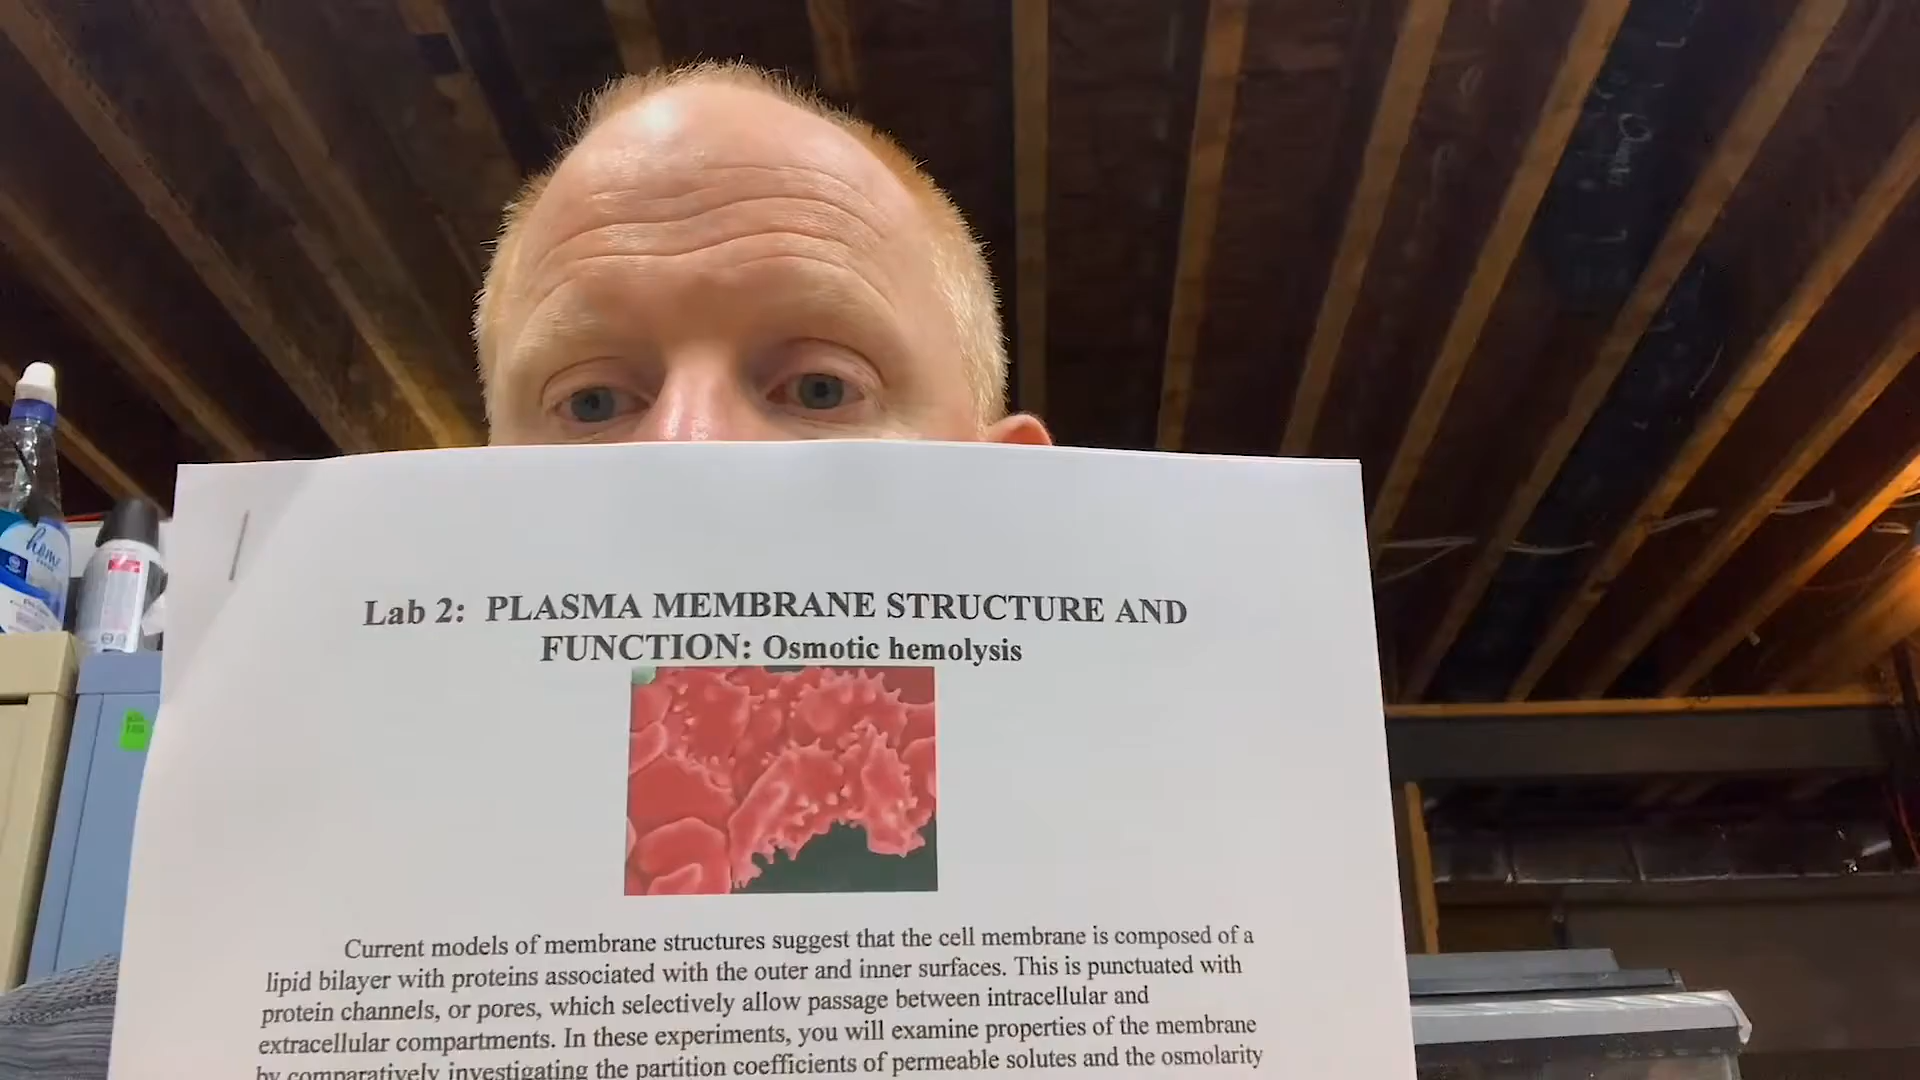 home
Lab 2: PLASMA MEMBRANE STRUCTURE AND
FUNCTION: Osmotic hemolysis
Current models of membrane structures suggest that the cell membrane is composed of a
lipid bilayer with proteins associated with the outer and inner surfaces. This is punctuated with
protein channels, or pores, which selectively allow passage between intracellular and
extracellular compartments. In these experiments, you will examine properties of the membrane
by comparatively investigating the partition coefficients of permeable solutes and the osmolarity